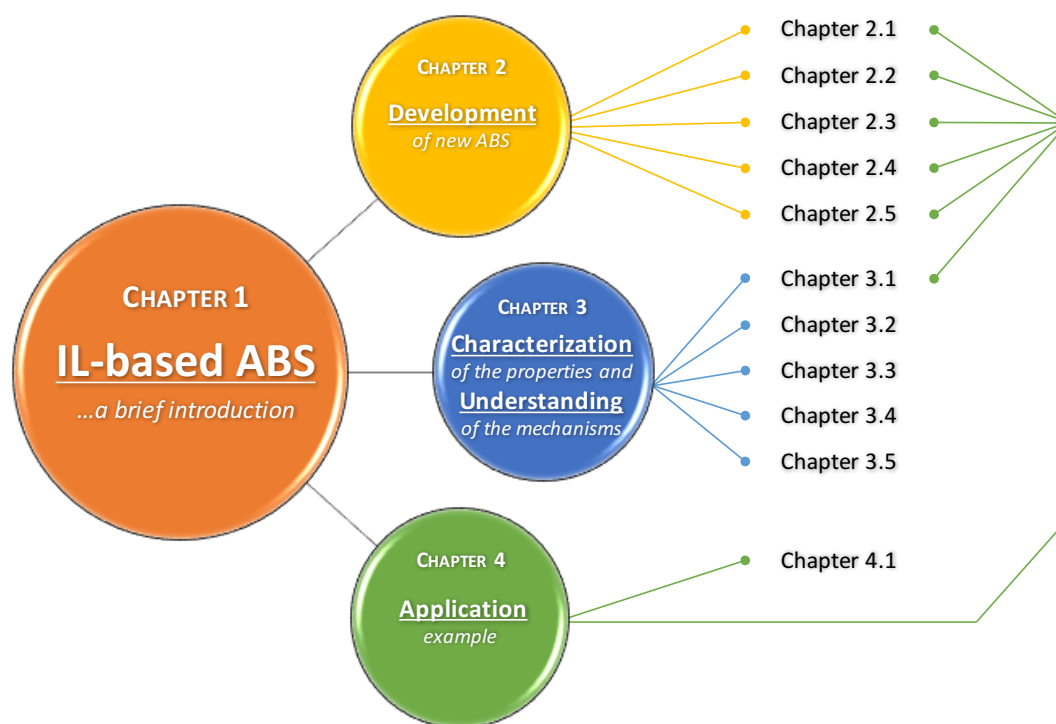 CHAPTER 1
IL-based ABS
...a brief introduction
CHAPTER 2
Development
of new ABS
Chapter 2.1
Chapter 2.2
Chapter 2.3
Chapter 2.4
Chapter 2.5
CHAPTER 3
Characterization
of the properties and
Understanding
of the mechanisms
Chapter 3.1
Chapter 3.2
Chapter 3.3
Chapter 3.4
Chapter 3.5
CHAPTER 4
Application
example
Chapter 4.1